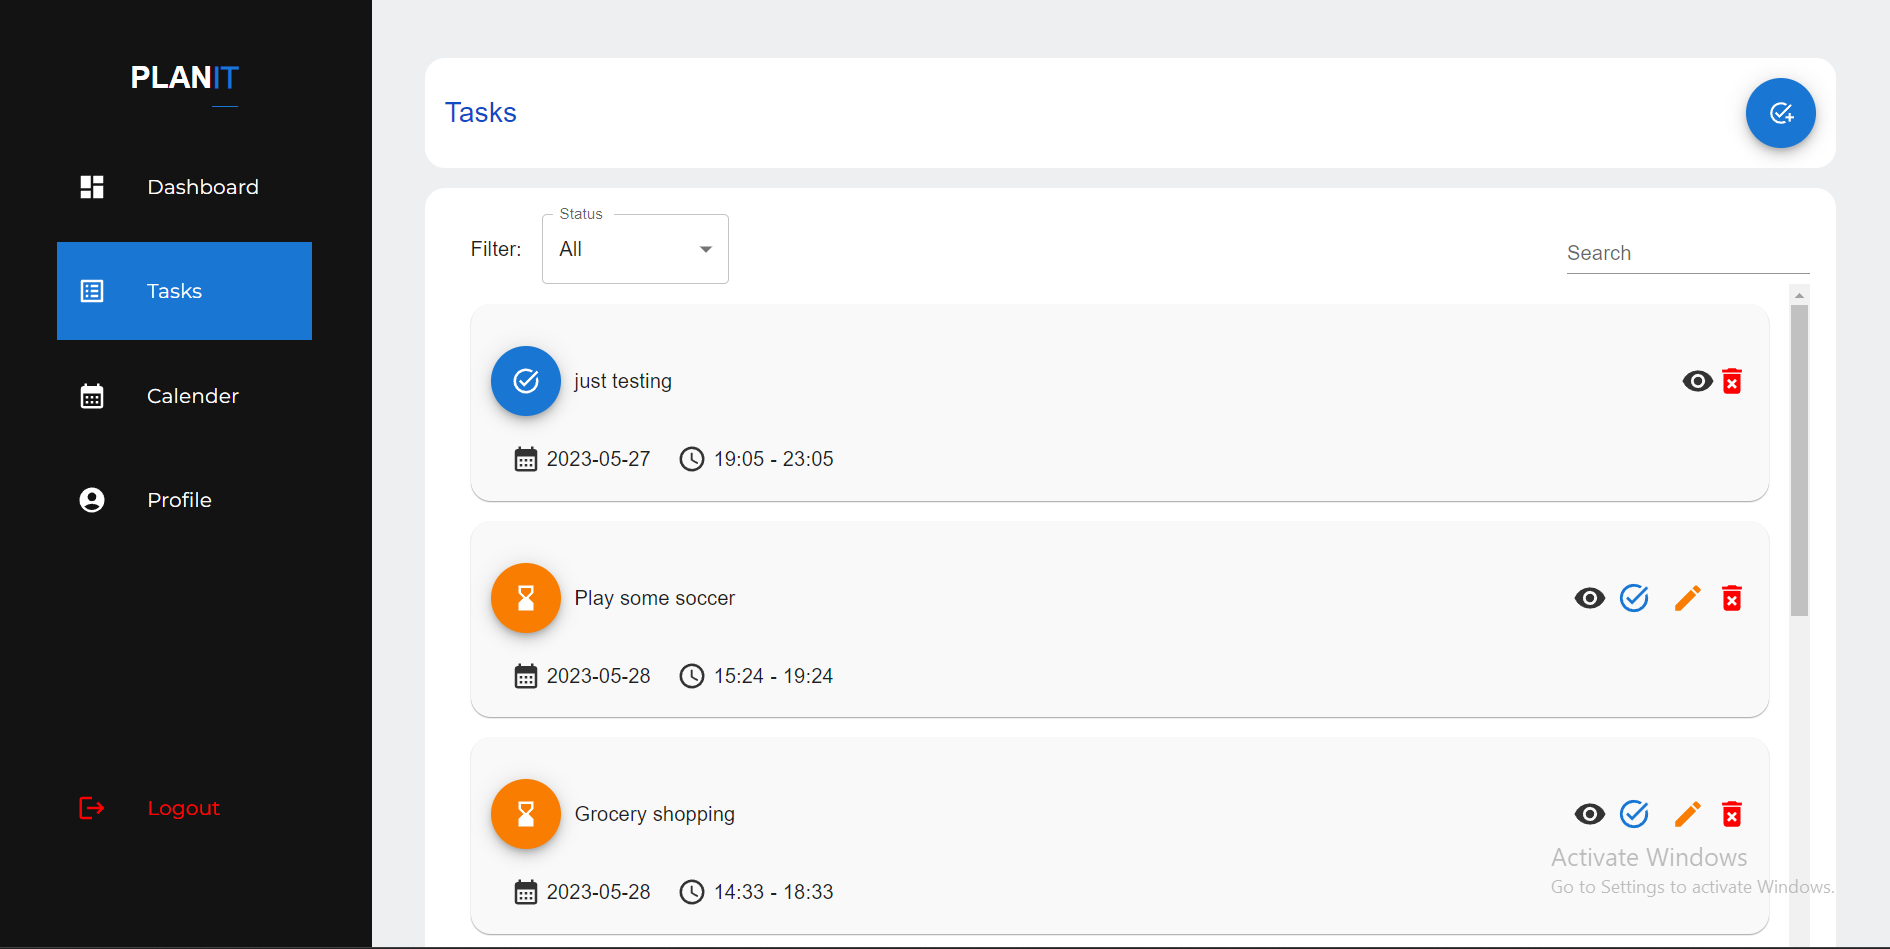 PLANIT
Dashboard
Tasks
Calender
Profile
Logout
Tasks
Filter:
Status
All
Search
just testing
2023-05-27 19:05 - 23:05
Play some soccer
2023-05-28 15:24 - 19:24
Grocery shopping
2023-05-28 14:33 - 18:33
Activate Windows
Go to Settings to activate Windows.